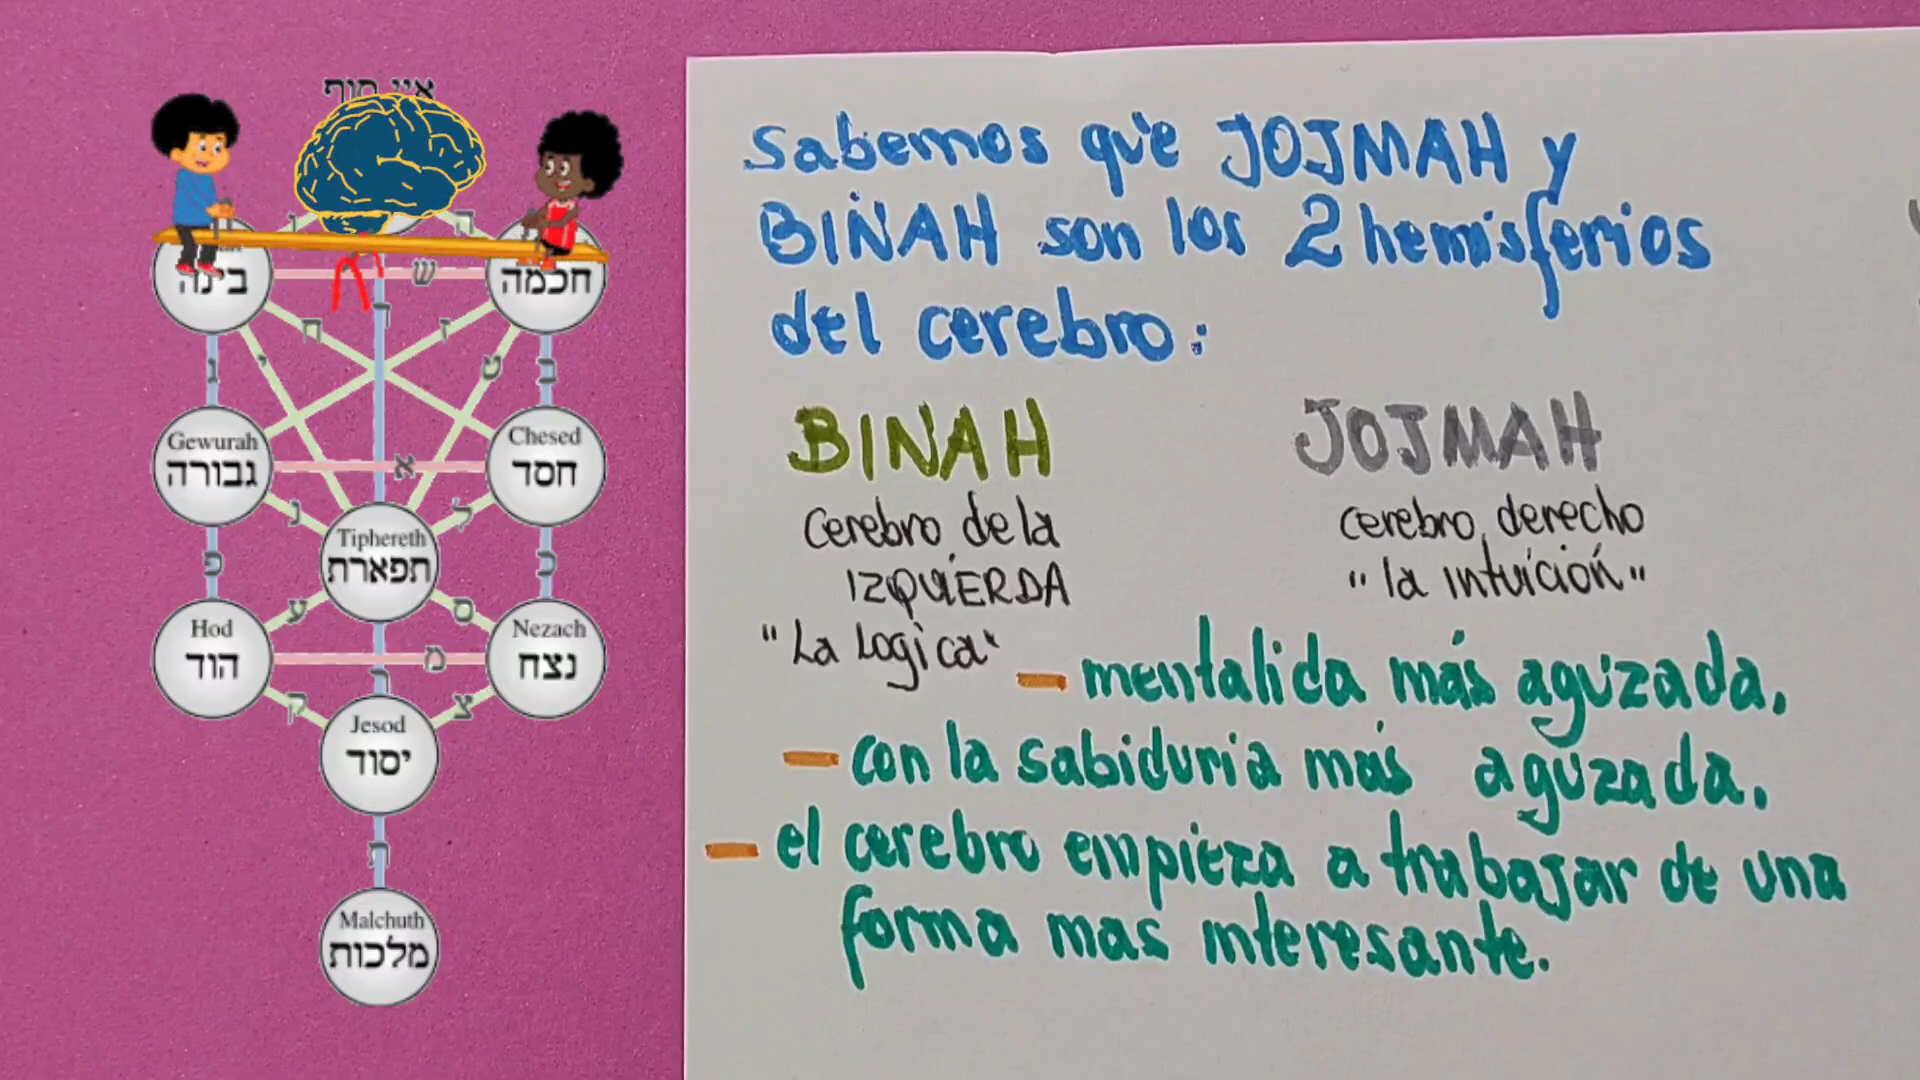 איי סוף
בינה
חכמה
ש
ה
ח
ז
י
ט
ג
ב
Gewurah
גבורה
Chesed
חסד
א
נ
ל
Tiphereth
תפארת
פ
כ
ע
ס
Hod
הוד
Nezach
נצח
מ
ר
ק
צ
Jesod
יסוד
ת
Malchuth
מלכות
Sabemos que JOJMAH y
BINAH son los 2 hemisferios
del cerebro:
BINAH
JOJMAH
Cerebro de la
IZQUIERDA
"La Logica"
cerebro derecho
"la intuición"
- mentalida más aguzada.
- con la sabiduria más aguzada.
- el cerebro empieza a trabajar de una
forma mas interesante.